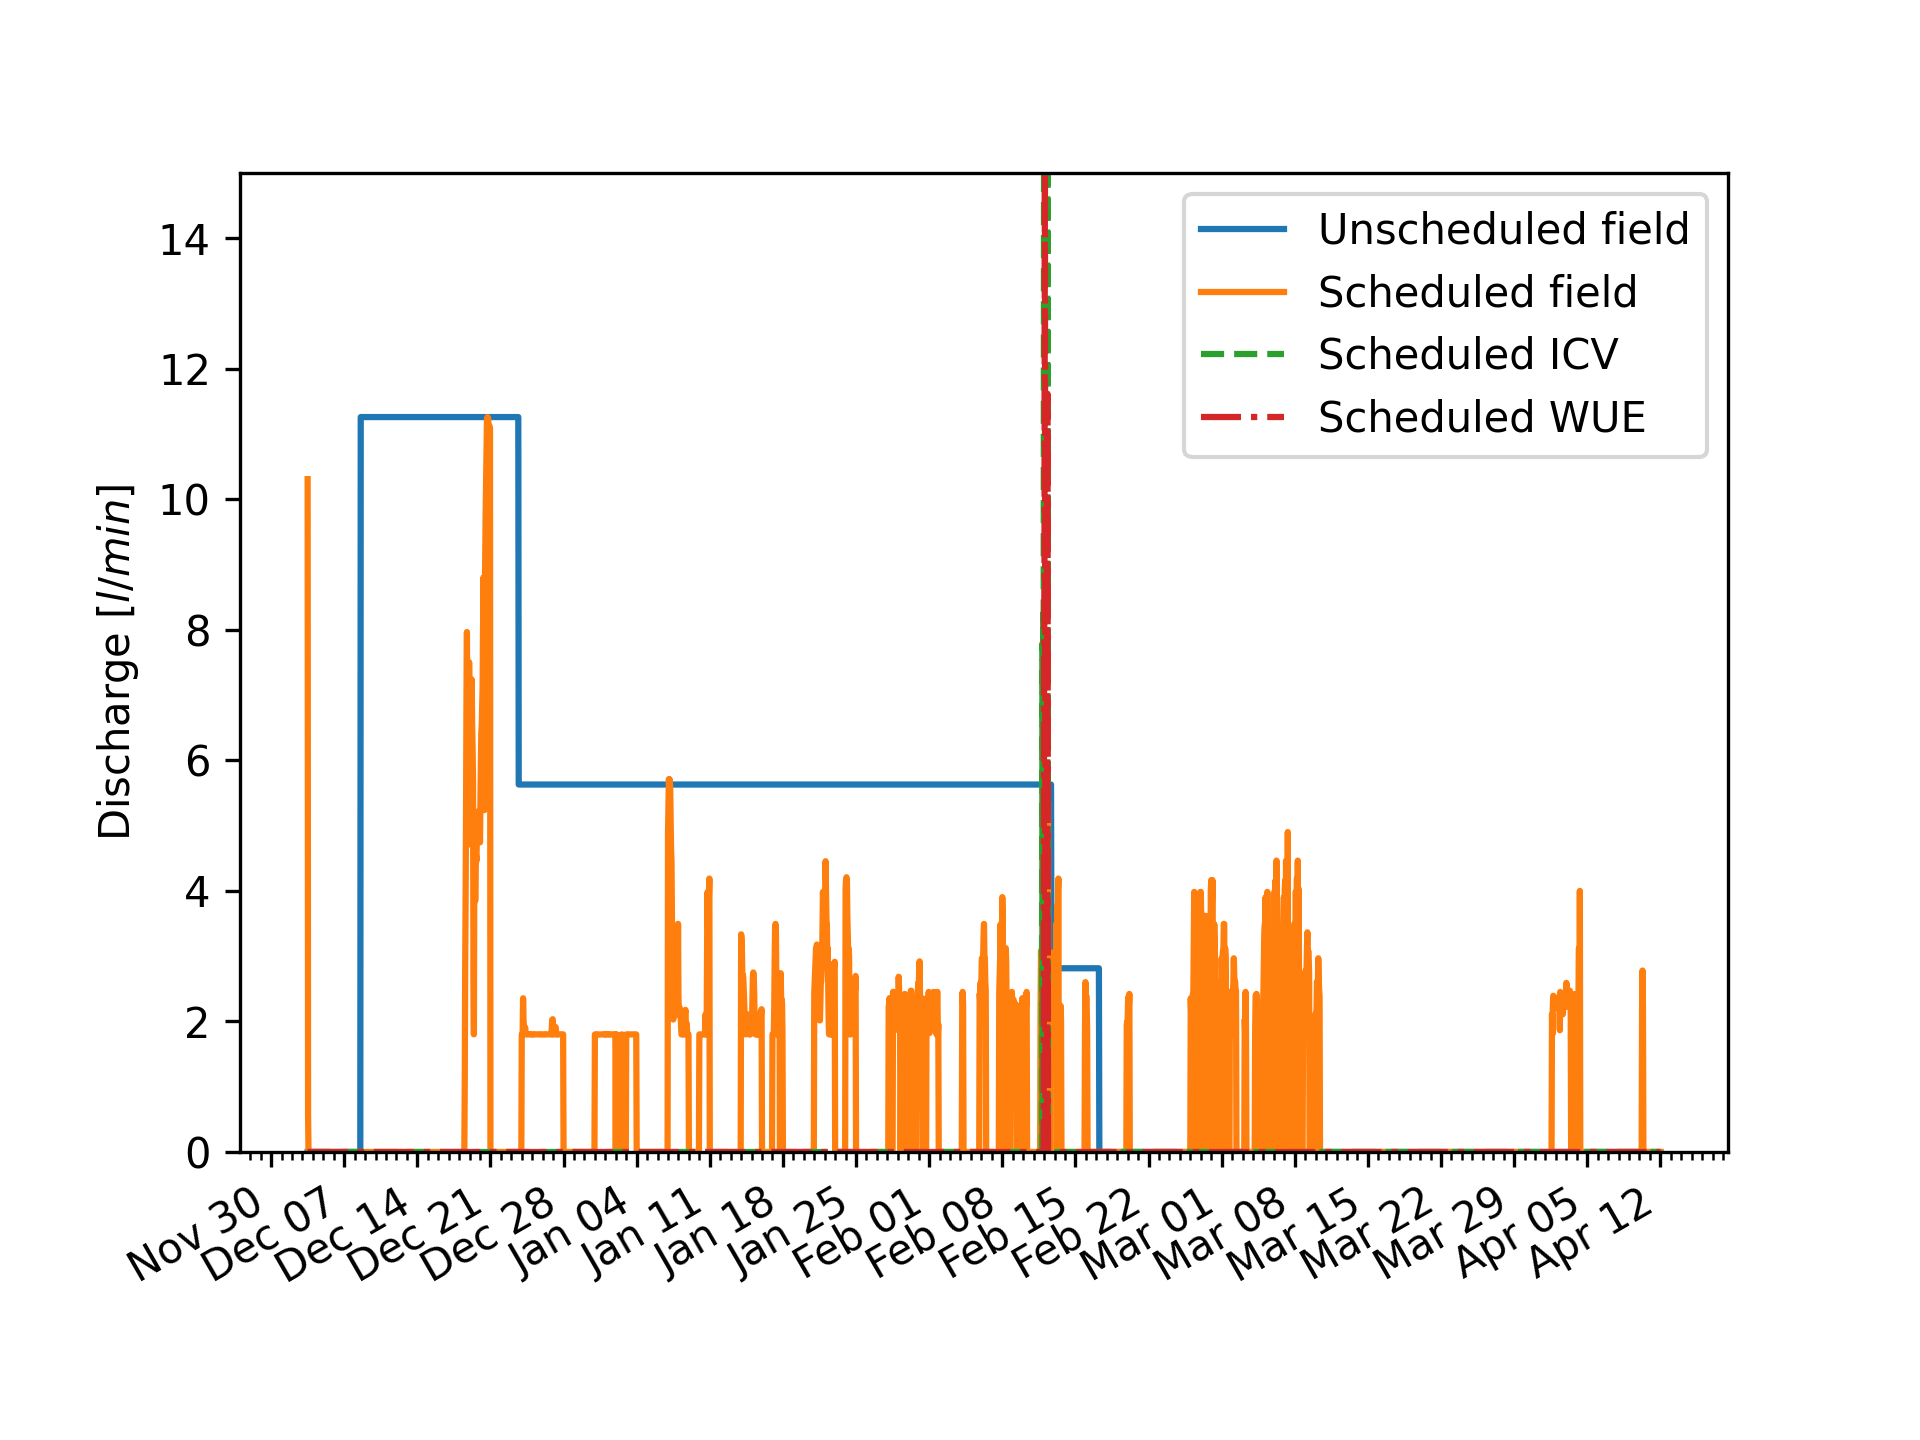 Unscheduled field
Scheduled field
Scheduled ICV
Scheduled WUE
Discharge [l/min]
14
12
10
8
6
4
2
0
Nov 30
Dec 07
Dec 14
Dec 21
Dec 28
Jan 04
Jan 11
Jan 18
Jan 25
Feb 01
Feb 08
Feb 15
Feb 22
Mar 01
Mar 08
Mar 15
Mar 22
Mar 29
Apr 05
Apr 12